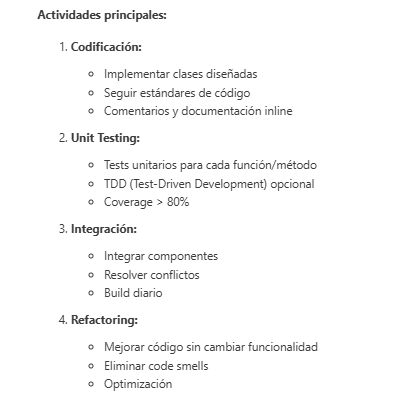 Actividades principales:
1. Codificación:
○ Implementar clases diseñadas
○ Seguir estándares de código
○ Comentarios y documentación inline
2. Unit Testing:
○ Tests unitarios para cada función/método
○ TDD (Test-Driven Development) opcional
○ Coverage > 80%
3. Integración:
○ Integrar componentes
○ Resolver conflictos
○ Build diario
4. Refactoring:
○ Mejorar código sin cambiar funcionalidad
○ Eliminar code smells
○ Optimización